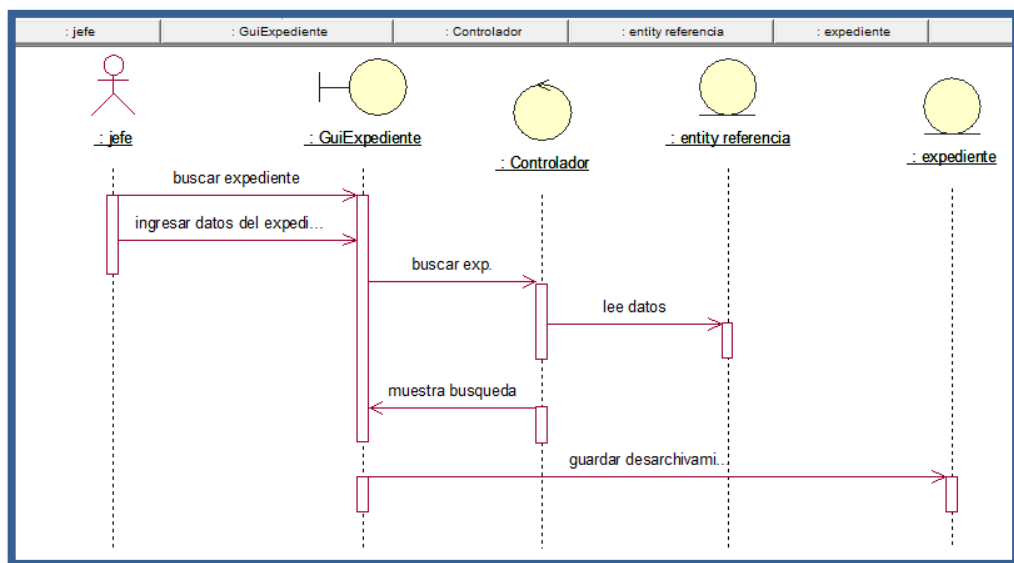 : jefe
: GuiExpediente
: Controlador
: entity referencia
: expediente
: jefe
: GuiExpediente
: Controlador
: entity referencia
: expediente
buscar expediente
ingresar datos del expedi...
buscar exp.
lee datos
muestra busqueda
guardar desarchivami...